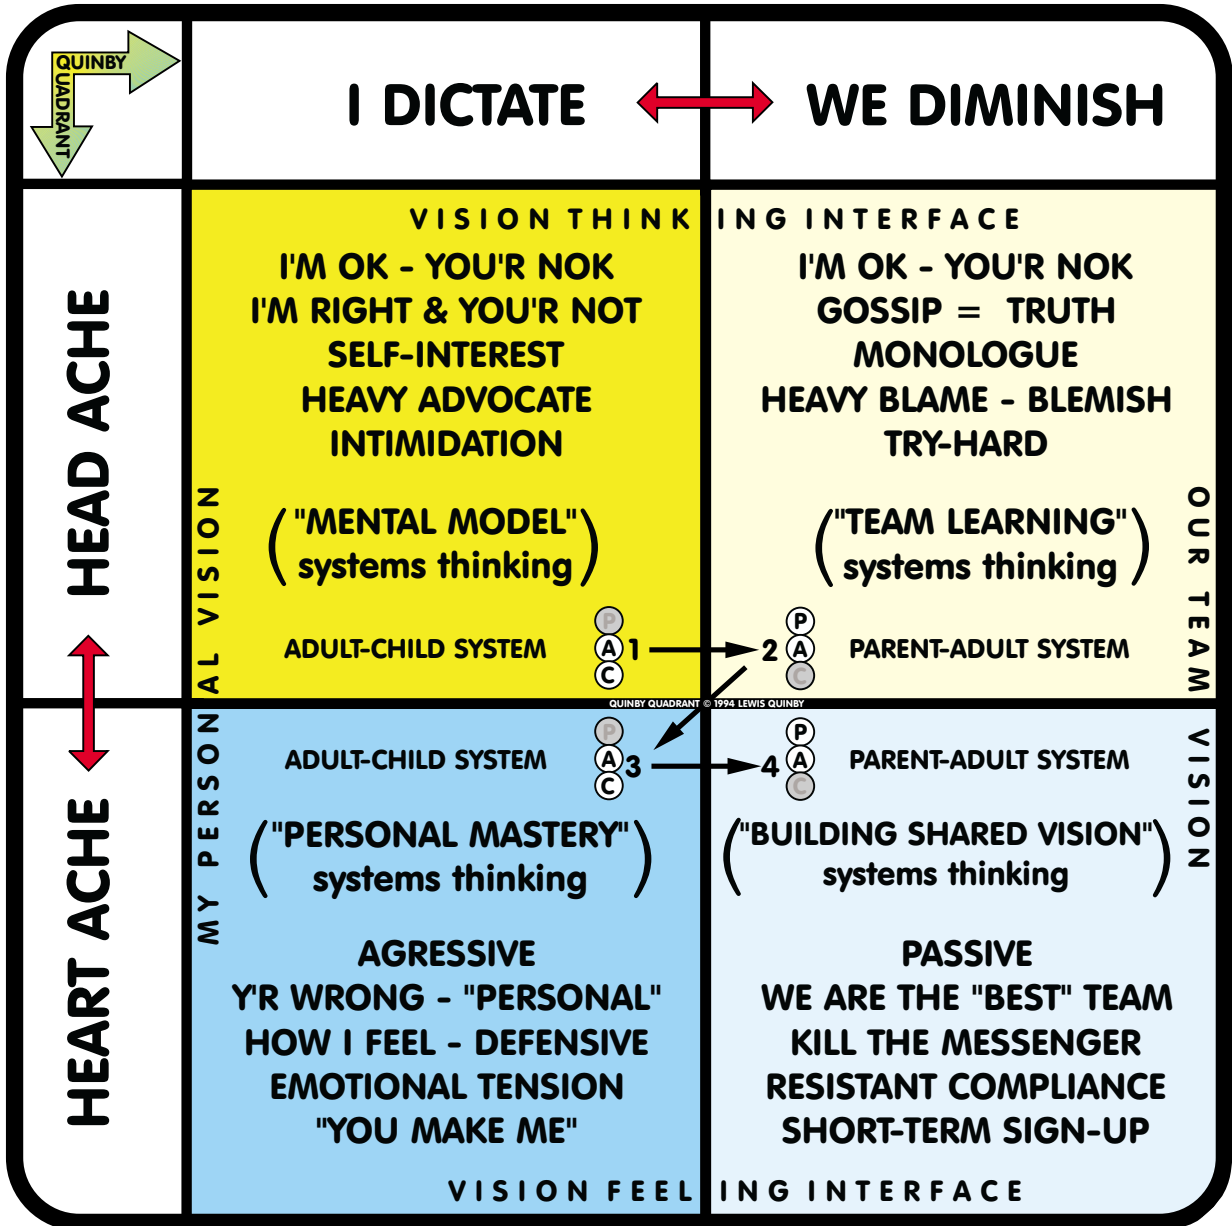 QUINBY
QUADRANT
I DICTATE
WE DIMINISH
HEAD ACHE
HEART ACHE
VISION THINKING INTERFACE
I'M OK - YOU'R NOK
I'M RIGHT & YOU'R NOT
SELF-INTEREST
HEAVY ADVOCATE
INTIMIDATION
("MENTAL MODEL"
systems thinking)
ADULT-CHILD SYSTEM
P
A 1
C
I'M OK - YOU'R NOK
GOSSIP = TRUTH
MONOLOGUE
HEAVY BLAME - BLEMISH
TRY-HARD
("TEAM LEARNING"
systems thinking)
P
2 A
C
PARENT-ADULT SYSTEM
MY PERSONAL VISION
OUR TEAM VISION
QUINBY QUADRANT © 1994 LEWIS QUINBY
ADULT-CHILD SYSTEM
P
A 3
C
("PERSONAL MASTERY"
systems thinking)
AGRESSIVE
Y'R WRONG - "PERSONAL"
HOW I FEEL - DEFENSIVE
EMOTIONAL TENSION
"YOU MAKE ME"
P
4 A
C
PARENT-ADULT SYSTEM
("BUILDING SHARED VISION"
systems thinking)
PASSIVE
WE ARE THE "BEST" TEAM
KILL THE MESSENGER
RESISTANT COMPLIANCE
SHORT-TERM SIGN-UP
VISION FEELING INTERFACE